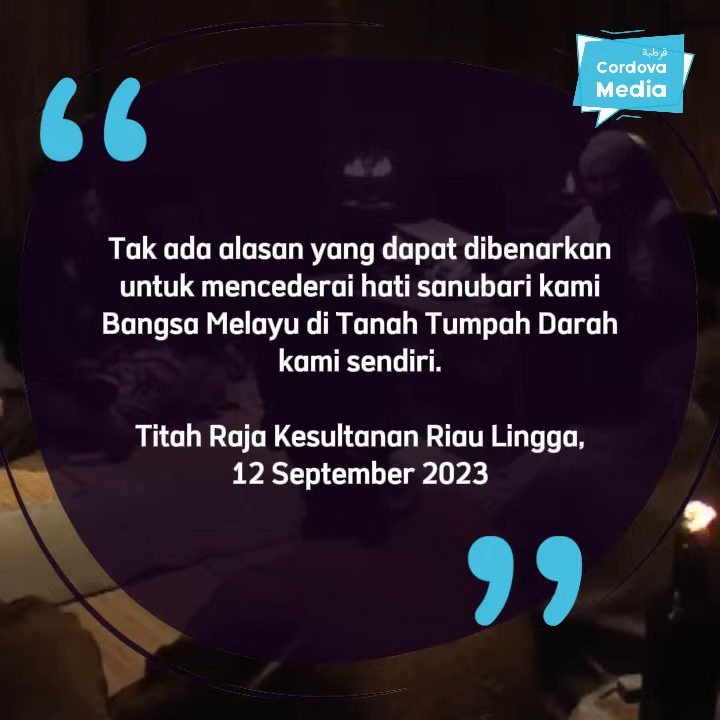 قرطبة
Cordova
Media
Tak ada alasan yang dapat dibenarkan
untuk mencederai hati sanubari kami
Bangsa Melayu di Tanah Tumpah Darah
kami sendiri.
Titah Raja Kesultanan Riau Lingga,
12 September 2023